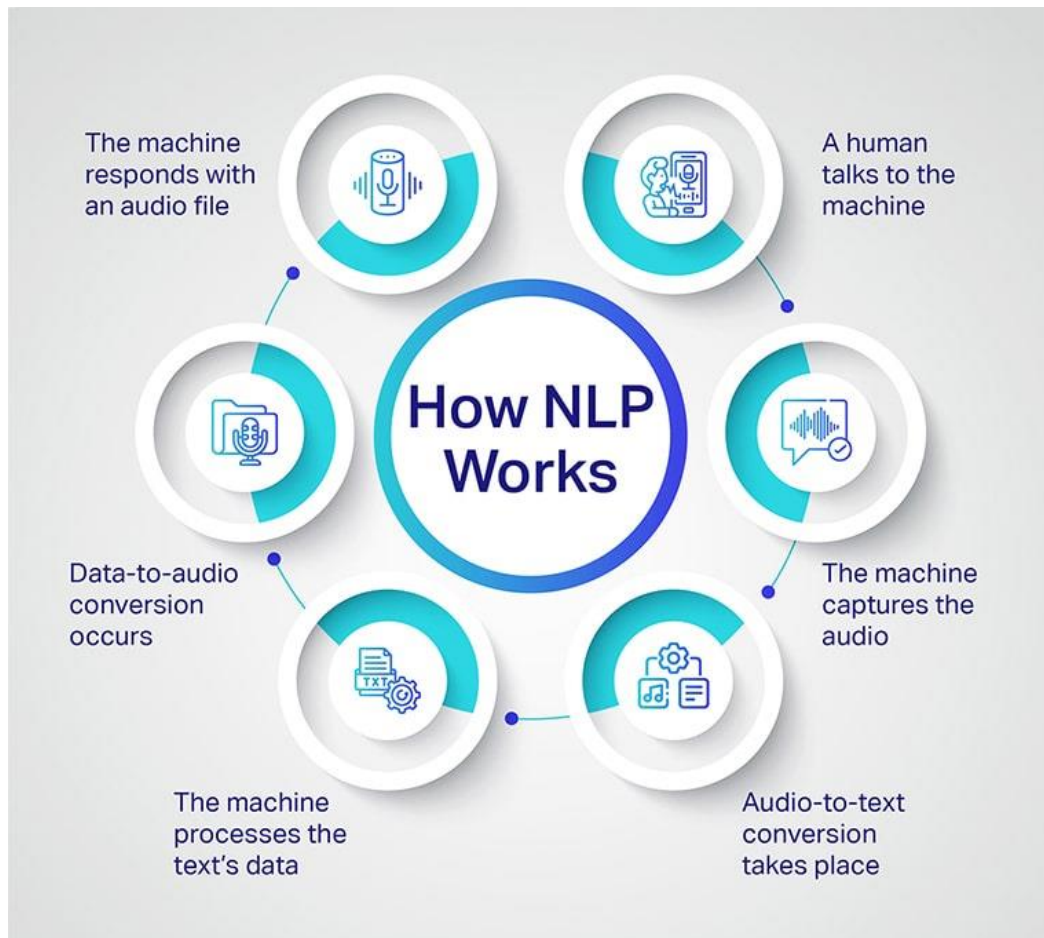 How NLP
Works
A human
talks to the
machine
The machine
captures the
audio
Audio-to-text
conversion
takes place
The machine
processes the
text's data
TXT
Data-to-audio
conversion
occurs
The machine
responds with
an audio file